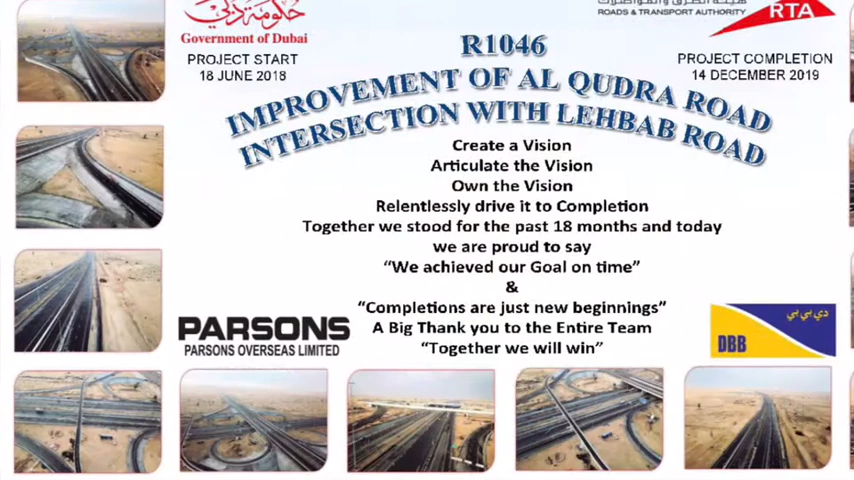 حكومة دبي
Government of Dubai
هيئة الطرق والمواصلات
ROADS & TRANSPORT AUTHORITY
RTA
PROJECT START
18 JUNE 2018
R1046
PROJECT COMPLETION
14 DECEMBER 2019
IMPROVEMENT OF AL QUDRA ROAD
INTERSECTION WITH LEHBAB ROAD
Create a Vision
Articulate the Vision
Own the Vision
Relentlessly drive it to Completion
Together we stood for the past 18 months and today
we are proud to say
“We achieved our Goal on time”
&
“Completions are just new beginnings”
A Big Thank you to the Entire Team
“Together we will win”
PARSONS
PARSONS OVERSEAS LIMITED
دي بي بي
DBB